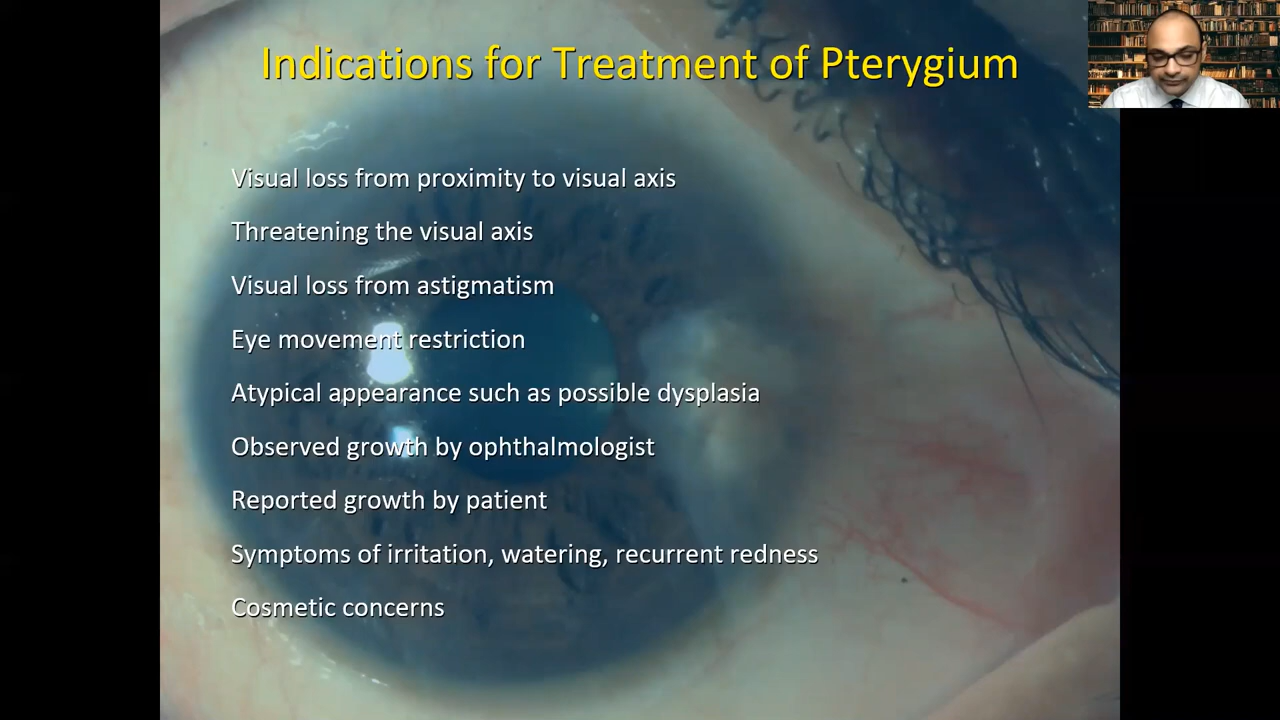 Indications for Treatment of Pterygium
Visual loss from proximity to visual axis
Threatening the visual axis
Visual loss from astigmatism
Eye movement restriction
Atypical appearance such as possible dysplasia
Observed growth by ophthalmologist
Reported growth by patient
Symptoms of irritation, watering, recurrent redness
Cosmetic concerns